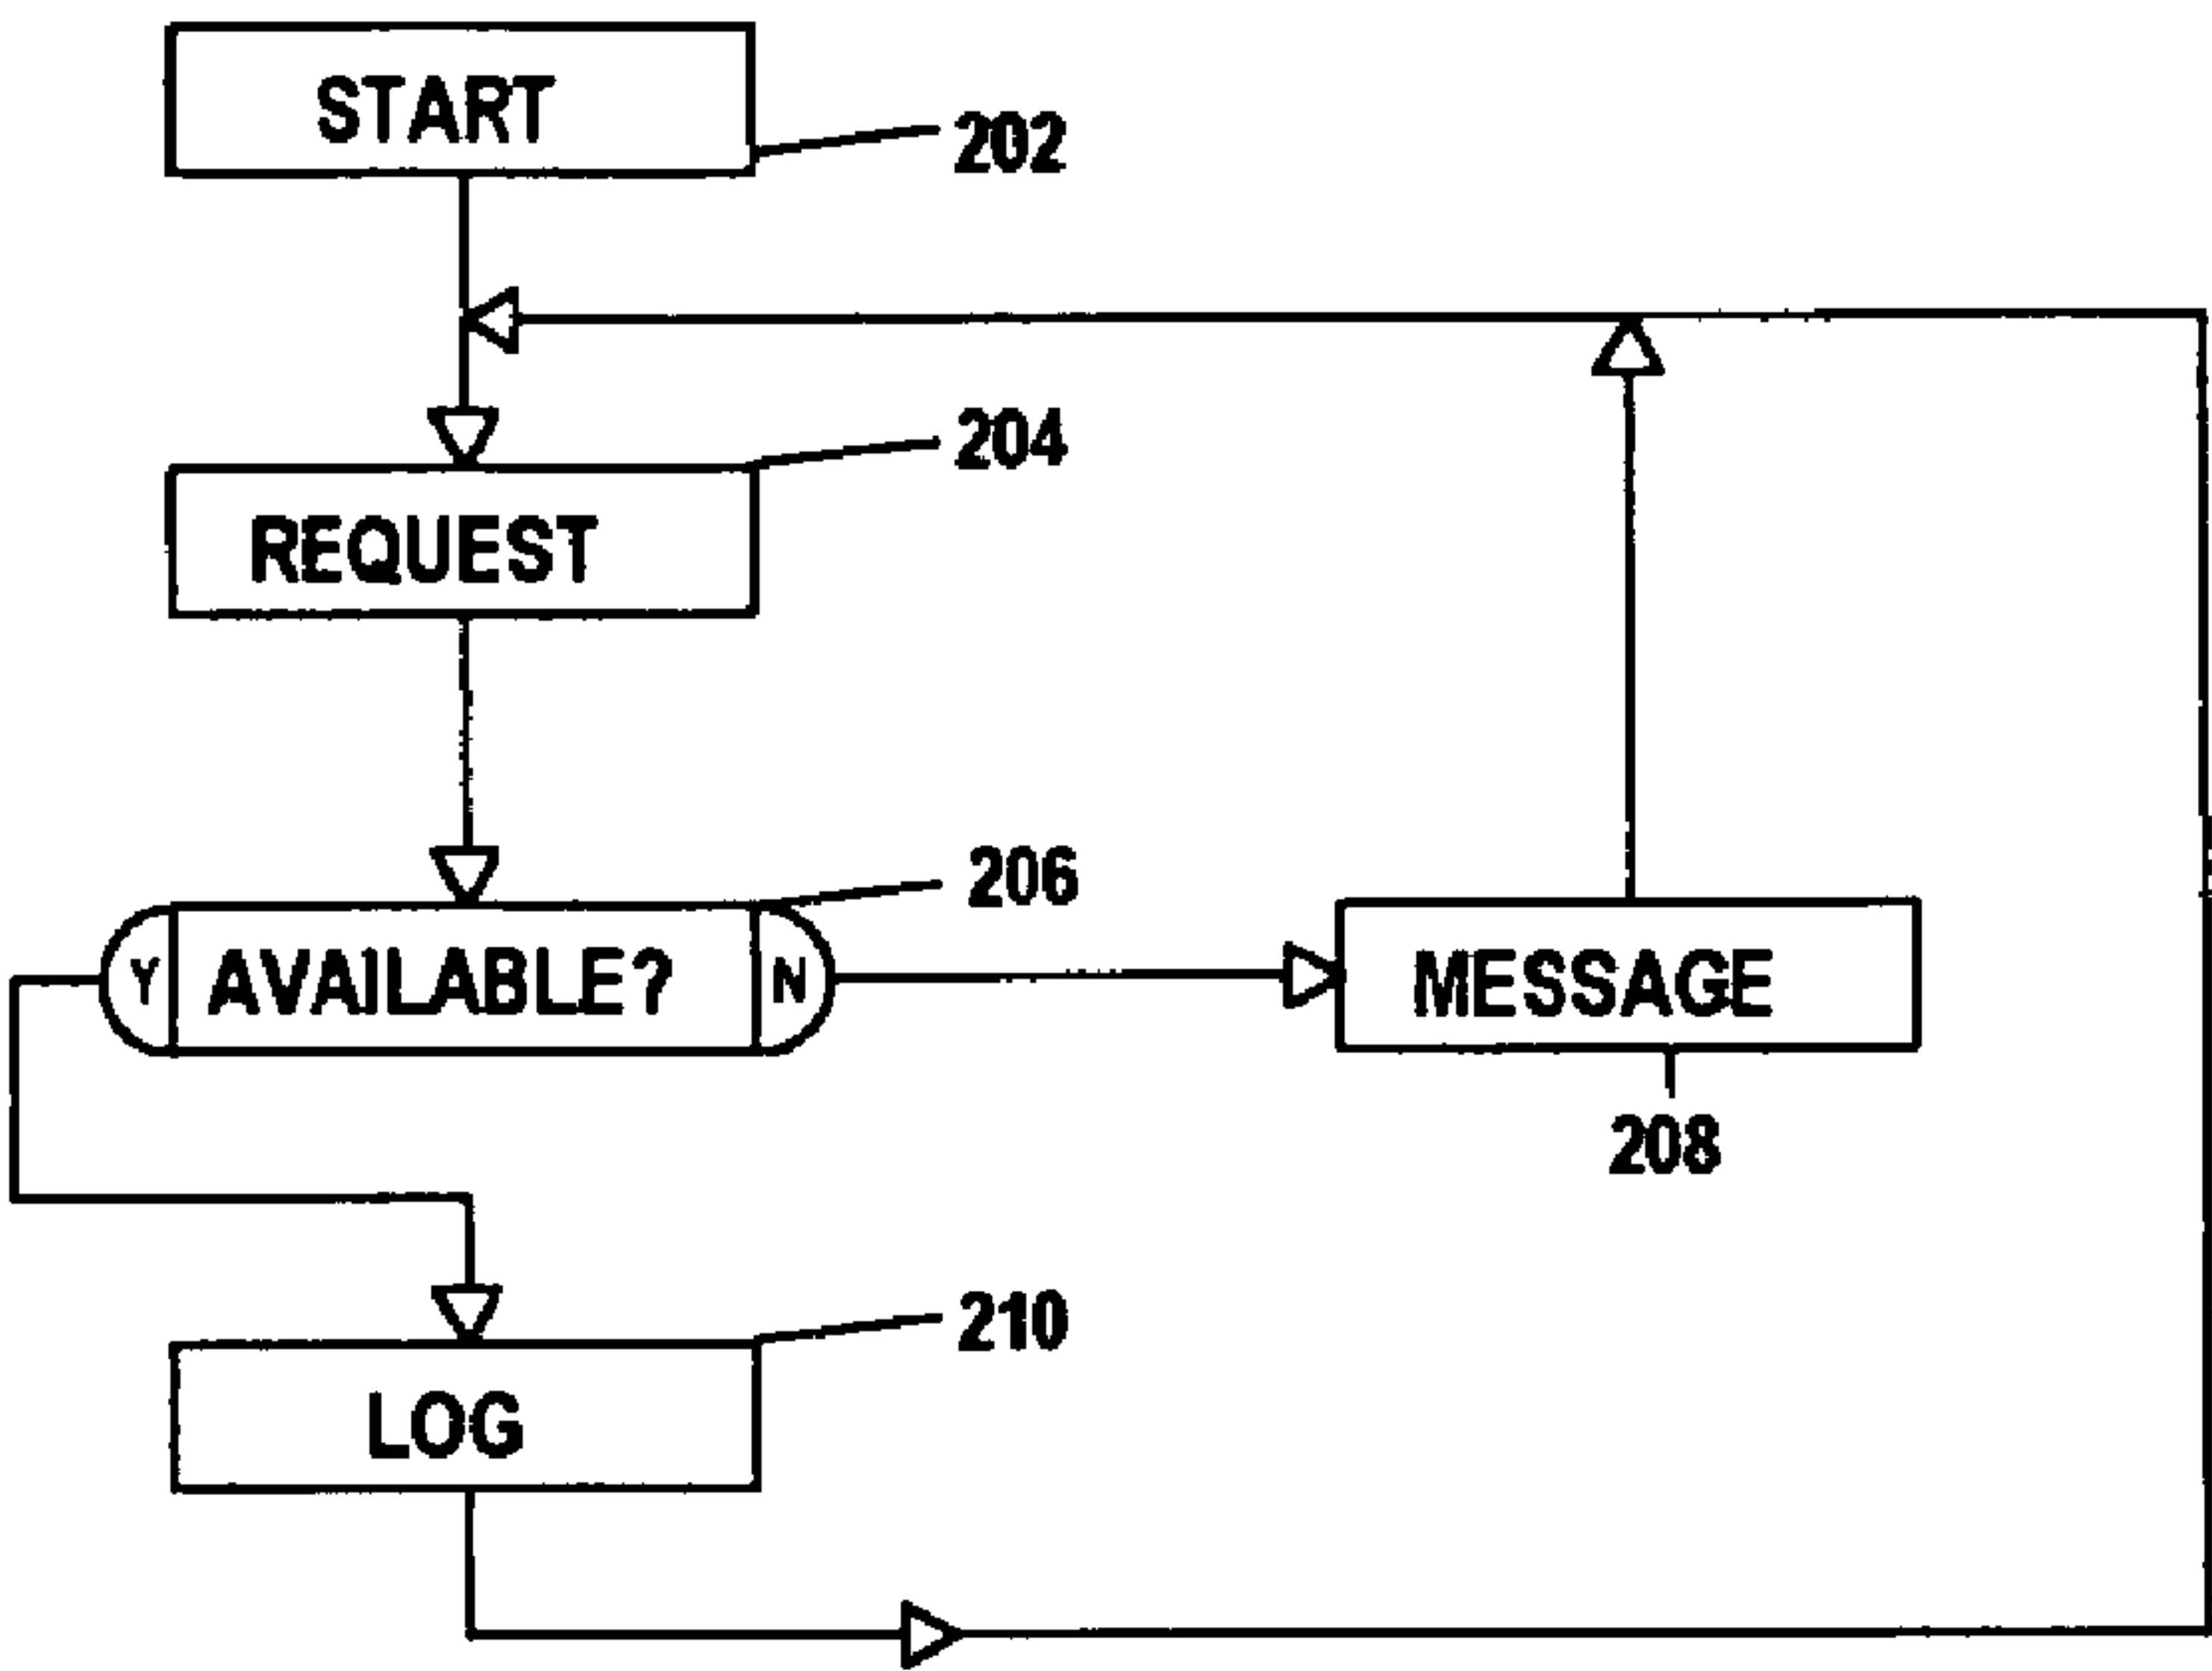 START
202
204
REQUEST
206
Y AVAILABLE? N
MESSAGE
208
210
LOG